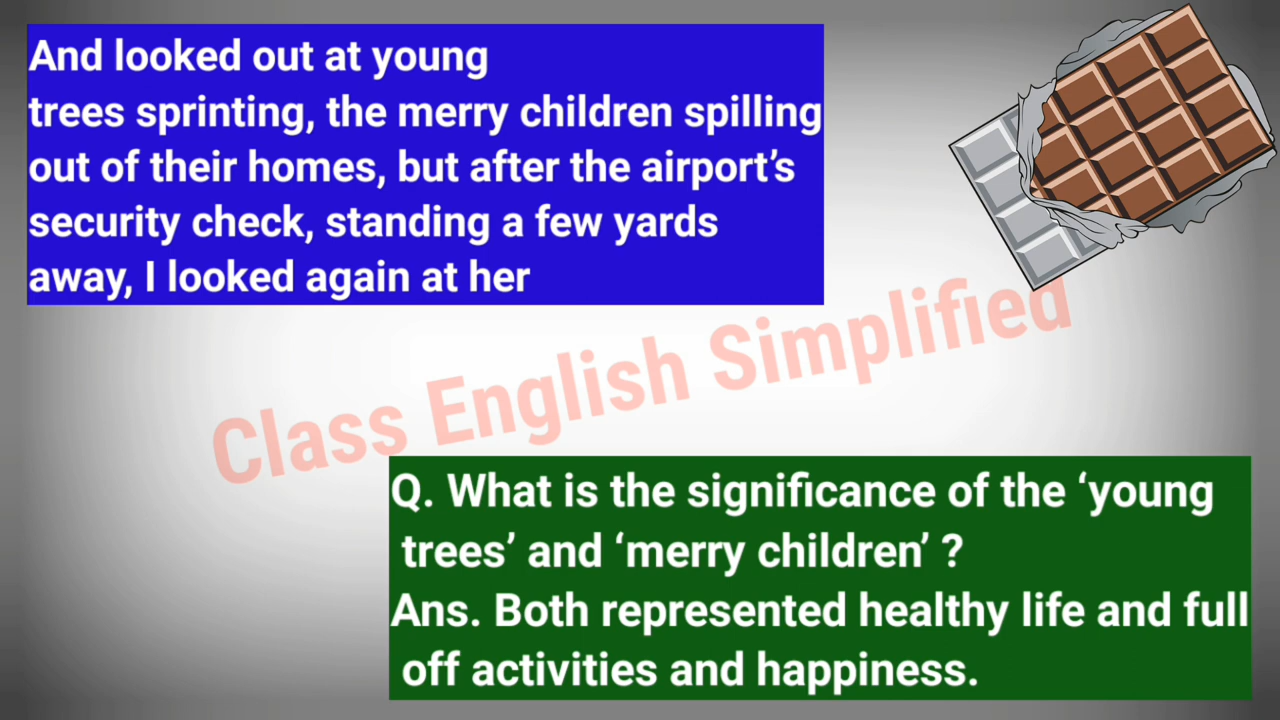 And looked out at young
trees sprinting, the merry children spilling
out of their homes, but after the airport’s
security check, standing a few yards
away, I looked again at her
Class English Simplified
Q. What is the significance of the ‘young
trees’ and ‘merry children’ ?
Ans. Both represented healthy life and full
off activities and happiness.